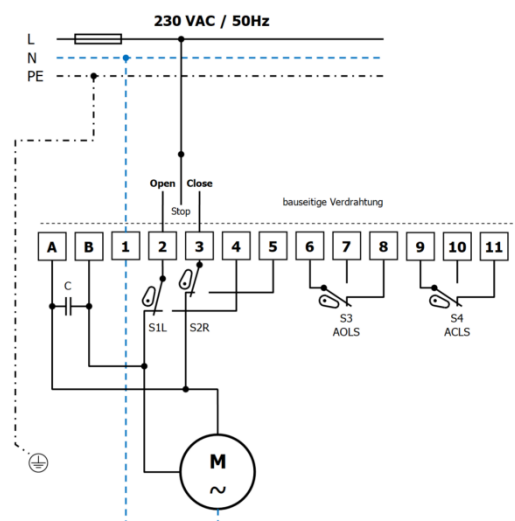 230 VAC / 50Hz
L
N
PE
Open Close
Stop
bauseitige Verdrahtung
A B 1 2 3 4 5 6 7 8 9 10 11
C
S1L S2R S3 S4
AOLS ACLS
M
~